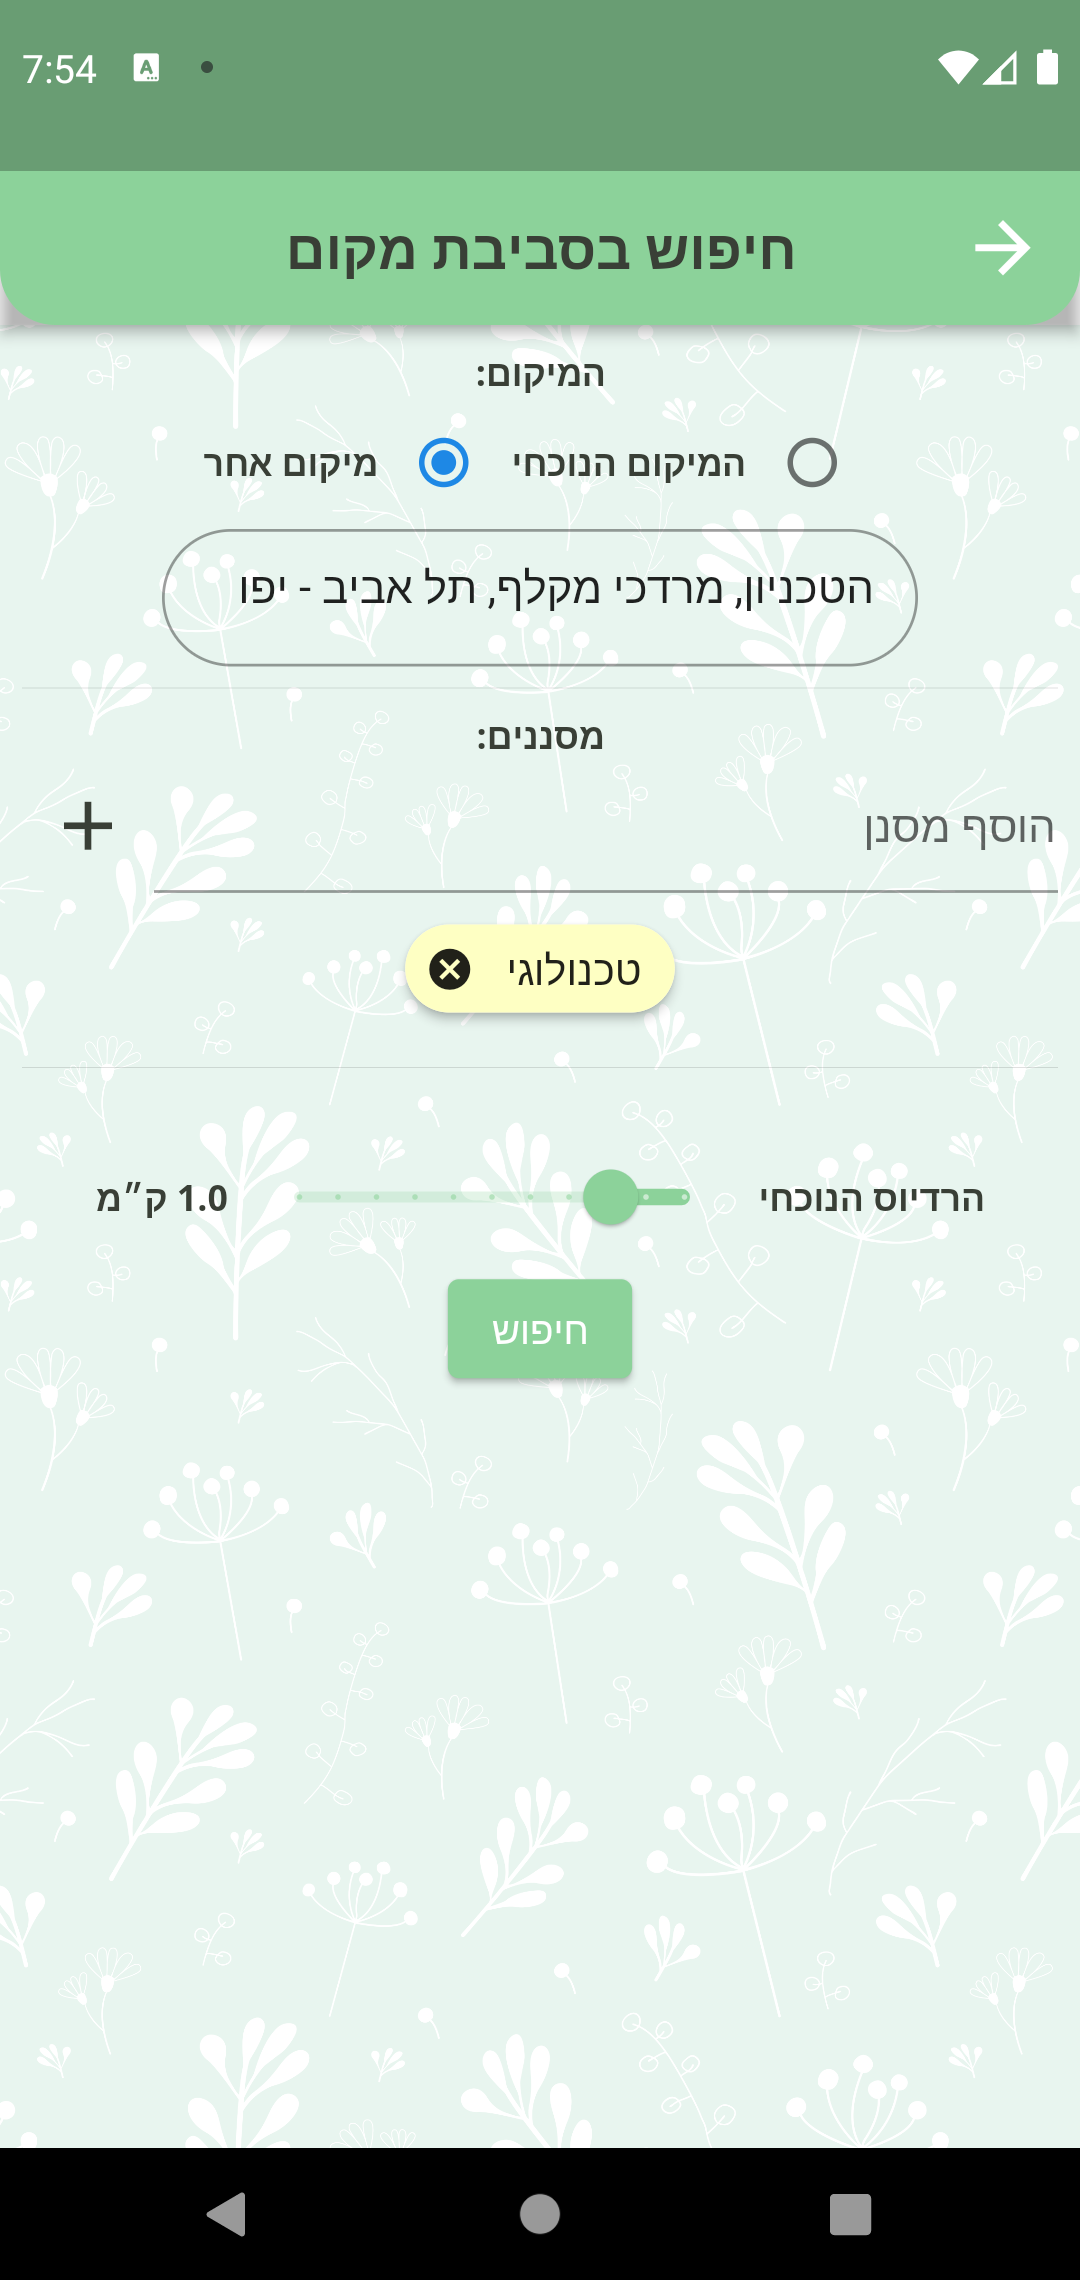 7:54
חיפוש בסביבת מקום
המיקום:
המיקום הנוכחי מיקום אחר
הטכניון, מרדכי מקלף, תל אביב - יפו
מסננים:
הוסף מסנן
טכנולוגי
הרדיוס הנוכחי 1.0 ק״מ
חיפוש